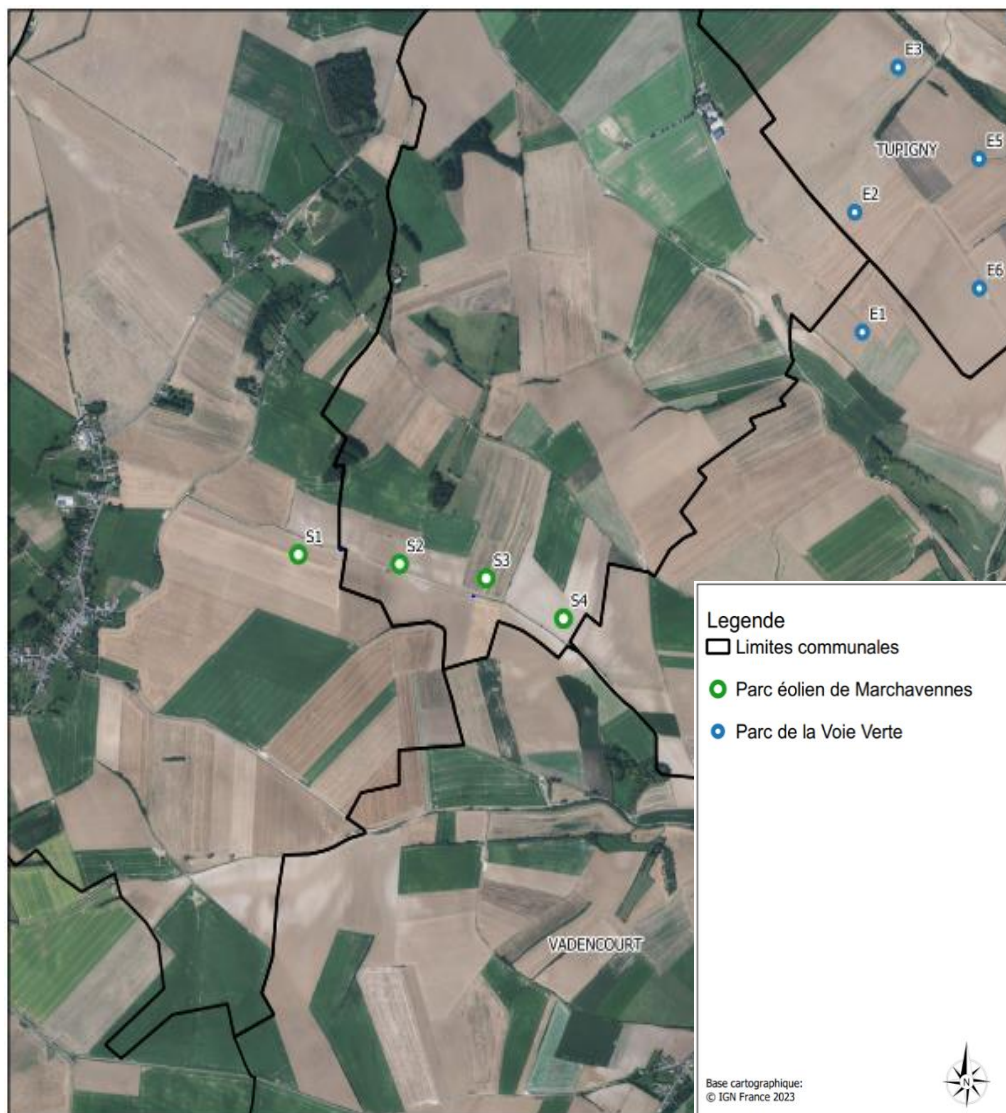 E3
TUPIGNY
E5
E2
E6
E1
S1
S2
S3
S4
Legende
Limites communales
Parc éolien de Marchavennes
Parc de la Voie Verte
VADENCOURT
Base cartographique:
© IGN France 2023
N